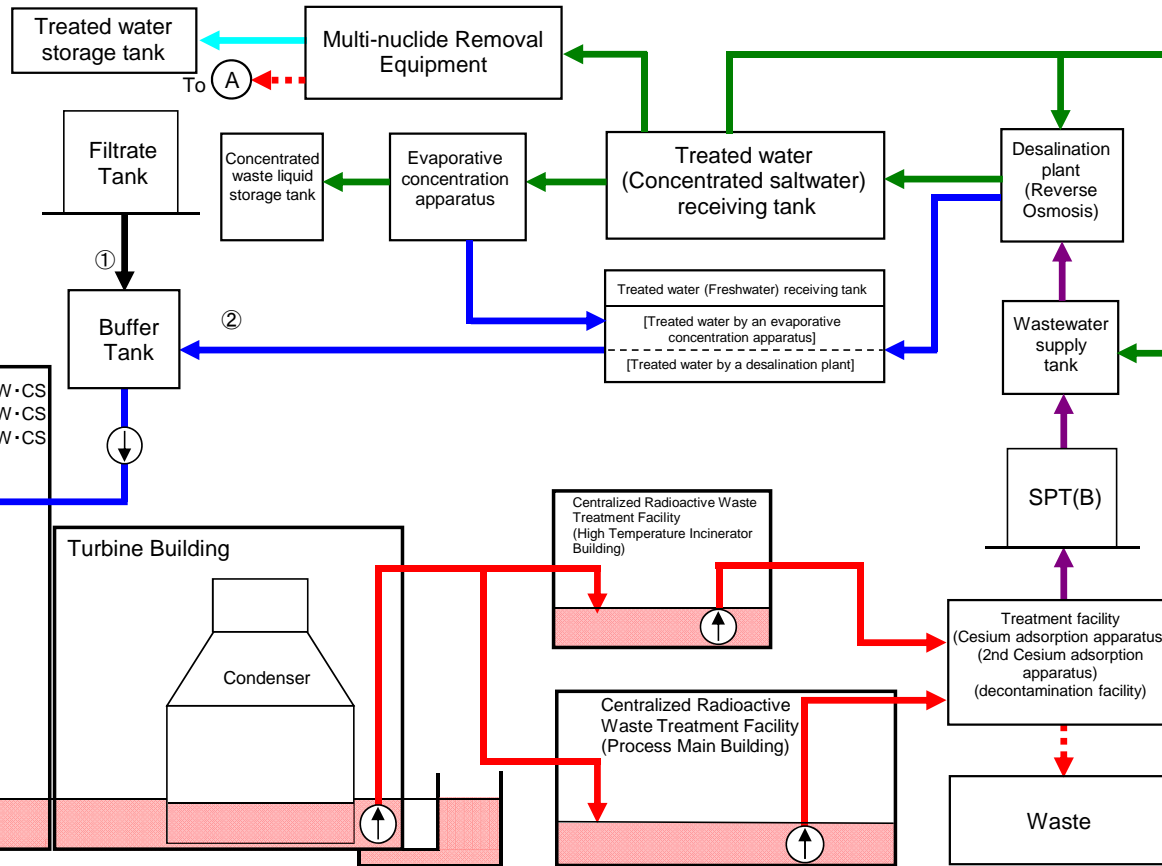 Treated water
storage tank
Multi-nuclide Removal
Equipment
To
A
Filtrate
Tank
Concentrated
waste liquid
storage tank
Evaporative
concentration
apparatus
Treated water
(Concentrated saltwater)
receiving tank
Desalination
plant
(Reverse
Osmosis)
①
Buffer
Tank
②
Treated water (Freshwater) receiving tank
[Treated water by an evaporative
concentration apparatus]
[Treated water by a desalination plant]
Wastewater
supply
tank
W・CS
W・CS
W・CS
SPT(B)
Turbine Building
Condenser
Centralized Radioactive Waste
Treatment Facility
(High Temperature Incinerator
Building)
Centralized Radioactive
Waste Treatment Facility
(Process Main Building)
Treatment facility
(Cesium adsorption apparatus
(2nd Cesium adsorption
apparatus)
(decontamination facility)
Waste